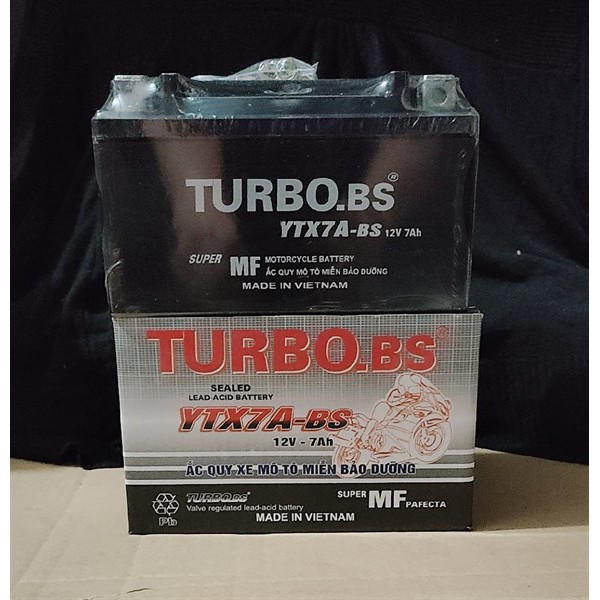 TURBO.BS®
YTX7A-BS 12V 7Ah
SUPER MF MOTORCYCLE BATTERY
ẮC QUY MÔ TÔ MIỄN BẢO DƯỠNG
MADE IN VIETNAM
TURBO.BS®
SEALED
LEAD-ACID BATTERY
YTX7A-BS
12V - 7Ah
ẮC QUY XE MÔ TÔ MIỄN BẢO DƯỠNG
TURBO.BS®
SUPER MF PAFECTA
Valve regulated lead-acid battery
Pb
MADE IN VIETNAM